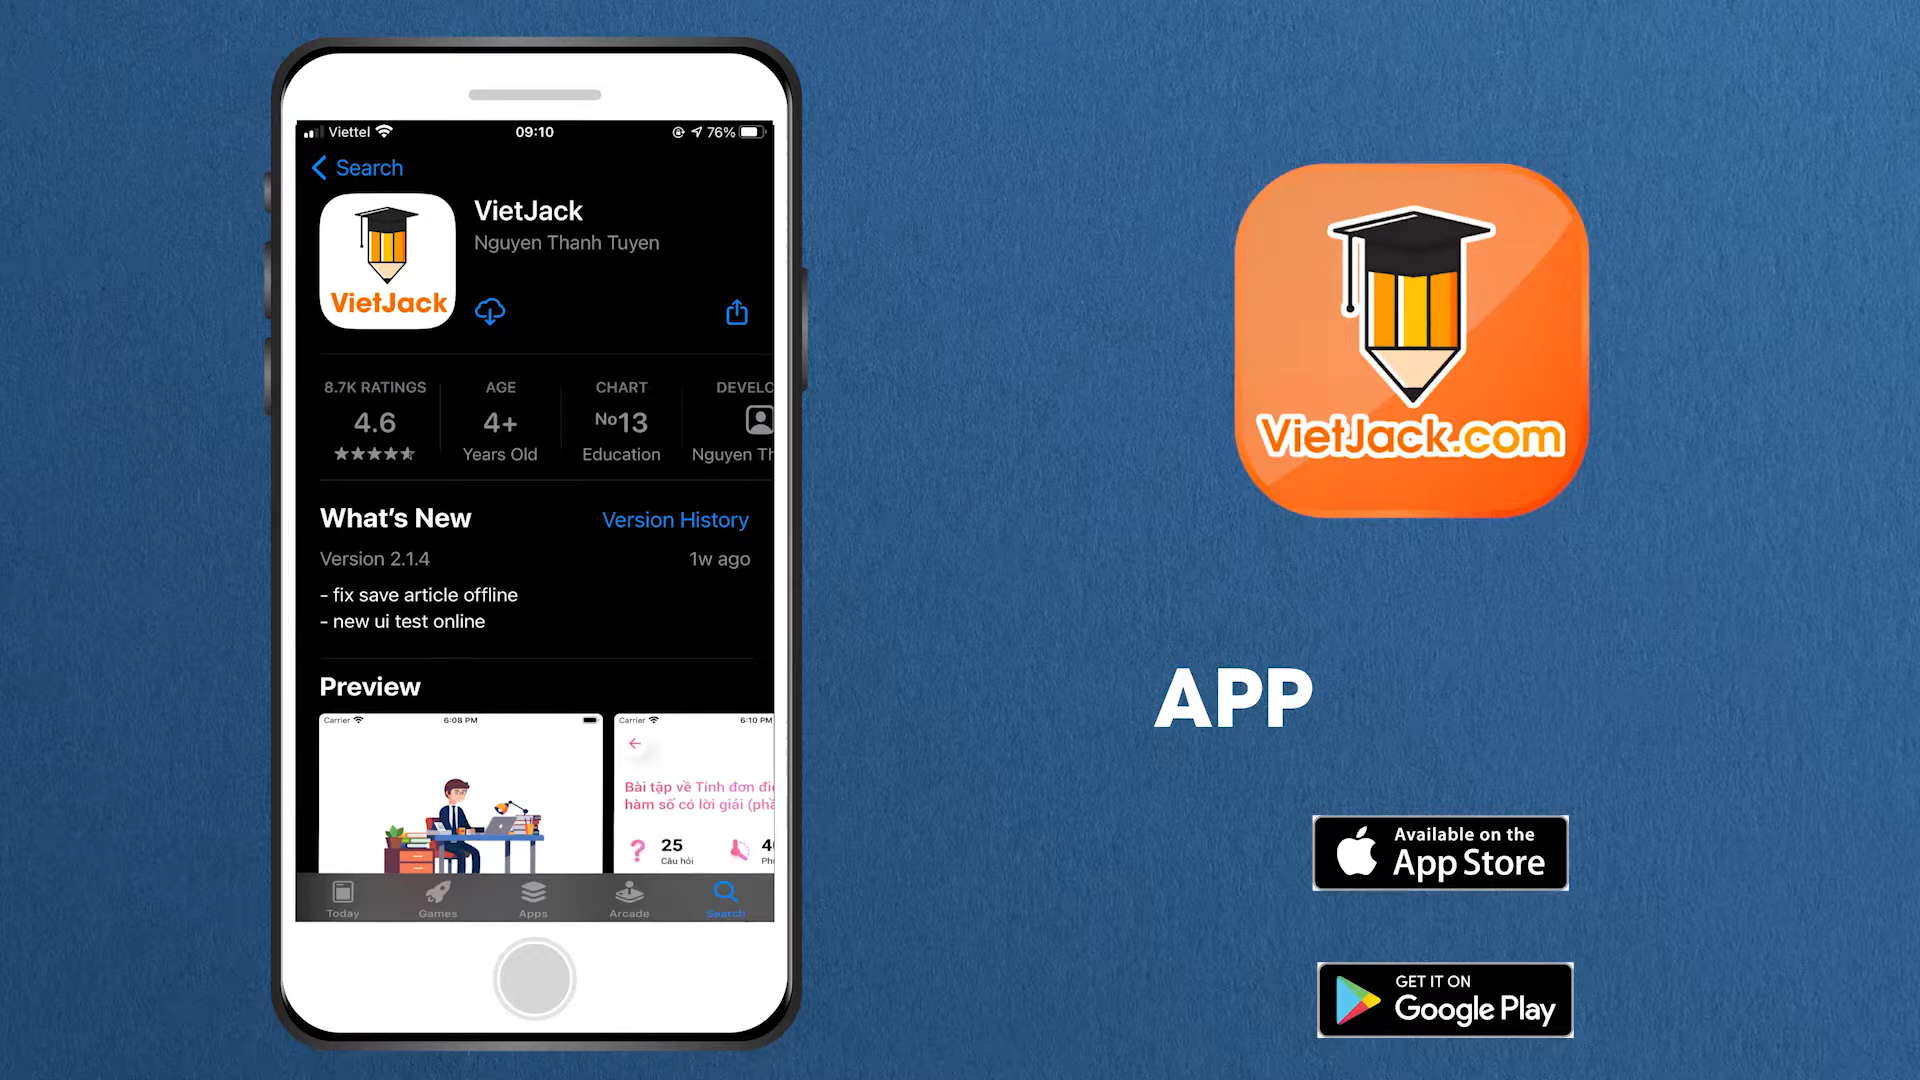 Viettel
09:10
76%
Search
VietJack
VietJack
Nguyen Thanh Tuyen
8.7K RATINGS
4.6
AGE
4+
Years Old
CHART
No13
Education
DEVELO
Nguyen Th
What's New
Version History
Version 2.1.4
1w ago
- fix save article offline
- new ui test online
Preview
Carrier
6:08 PM
Carrier
6:10 PM
Bài tập về Tính đơn đi
hàm số có lời giải (phầ
25
Câu hỏi
Today
Games
Apps
Arcade
Search
VietJack.com
APP
Available on the
App Store
GET IT ON
Google Play